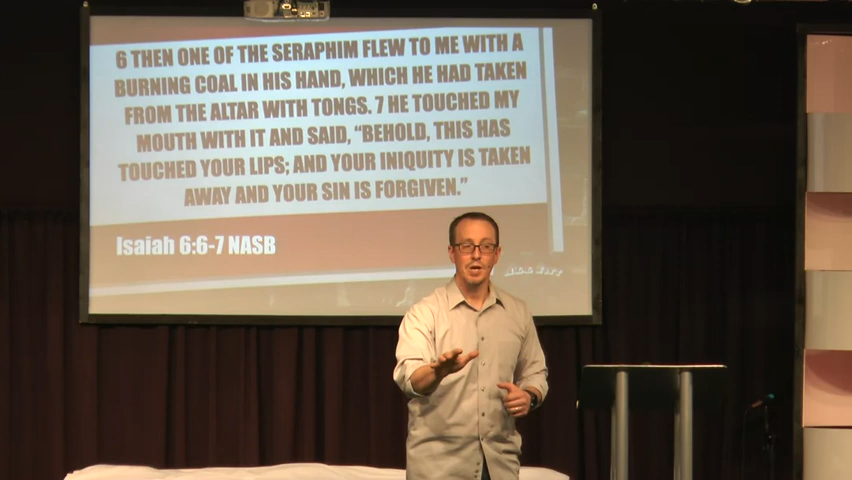 6 THEN ONE OF THE SERAPHIM FLEW TO ME WITH A
BURNING COAL IN HIS HAND, WHICH HE HAD TAKEN
FROM THE ALTAR WITH TONGS. 7 HE TOUCHED MY
MOUTH WITH IT AND SAID, “BEHOLD, THIS HAS
TOUCHED YOUR LIPS; AND YOUR INIQUITY IS TAKEN
AWAY AND YOUR SIN IS FORGIVEN.”
Isaiah 6:6-7 NASB